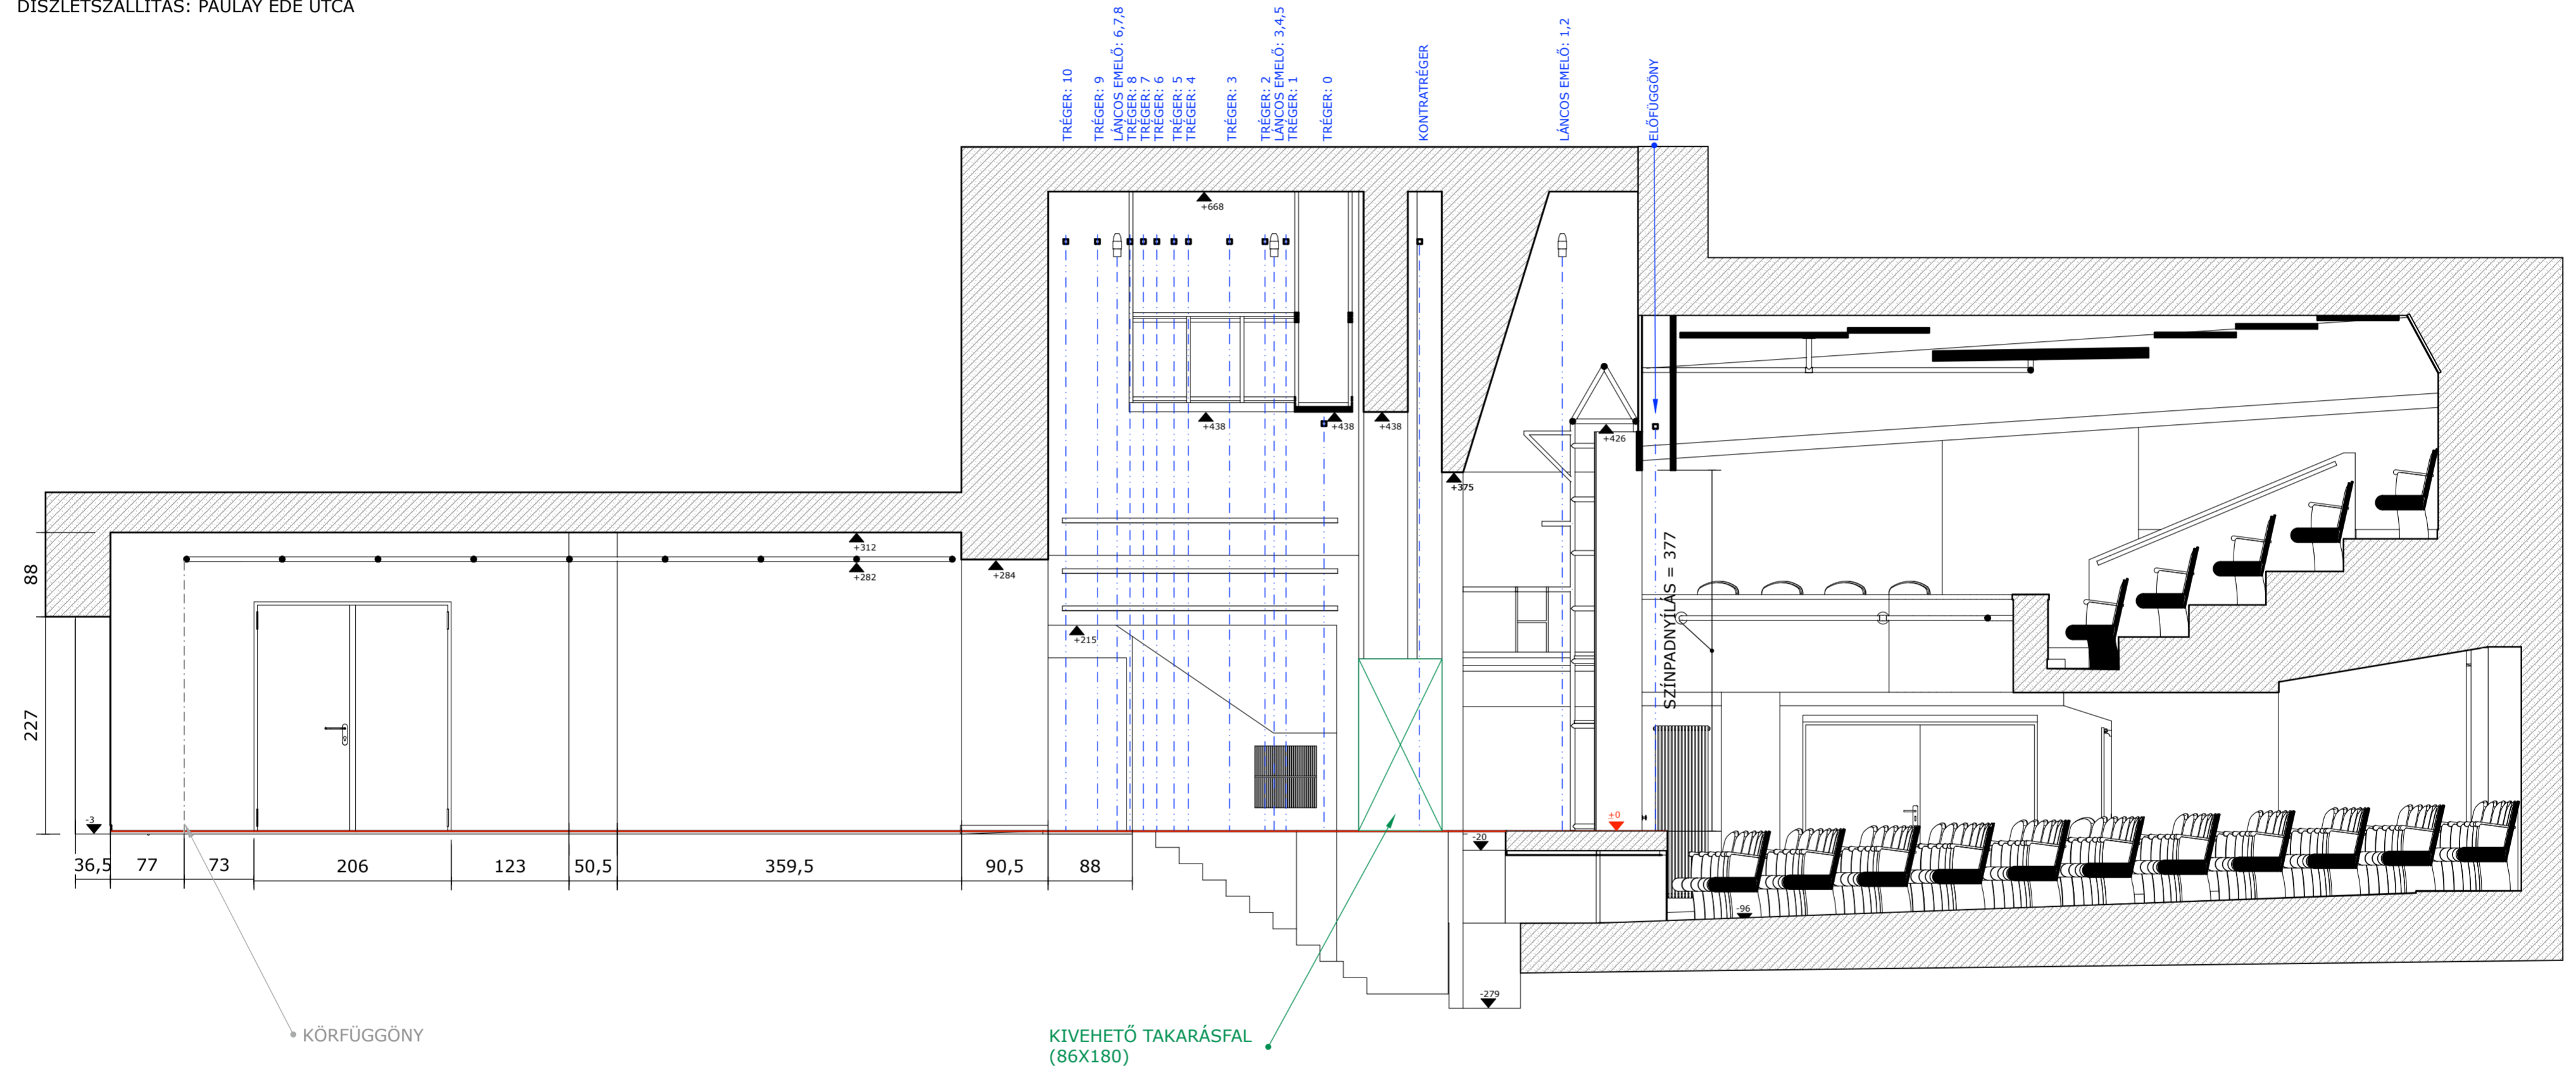 DÍSZLETSZÁLLÍTÁS: PAULAY EDE UTCA
TRÉGER: 10
TRÉGER: 9
LÁNCOS EMELŐ: 6,7,8
TRÉGER: 8
TRÉGER: 7
TRÉGER: 6
TRÉGER: 5
TRÉGER: 4
TRÉGER: 3
TRÉGER: 2
LÁNCOS EMELŐ: 3,4,5
TRÉGER: 1
TRÉGER: 0
KONTRATRÉGER
LÁNCOS EMELŐ: 1,2
ELŐFÜGGÖNY
+668
+438
+438
+438
+426
+375
+312
+282
+284
+215
88
227
SZÍNPADNYÍLÁS = 377
-3
±0
-20
-96
-279
36,5
77
73
206
123
50,5
359,5
90,5
88
KÖRFÜGGÖNY
KIVEHETŐ TAKARÁSFAL
(86X180)